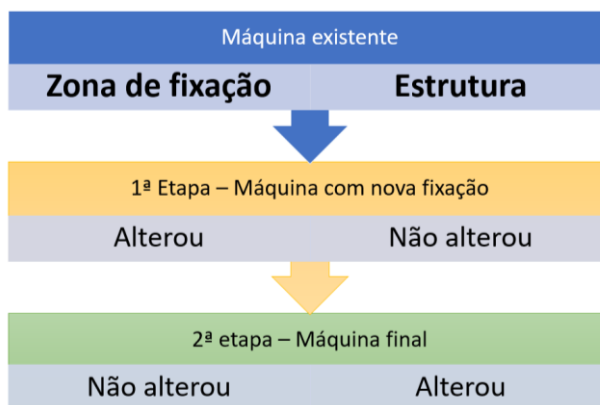 Máquina existente
Zona de fixação Estrutura
1ª Etapa – Máquina com nova fixação
Alterou Não alterou
2ª etapa – Máquina final
Não alterou Alterou